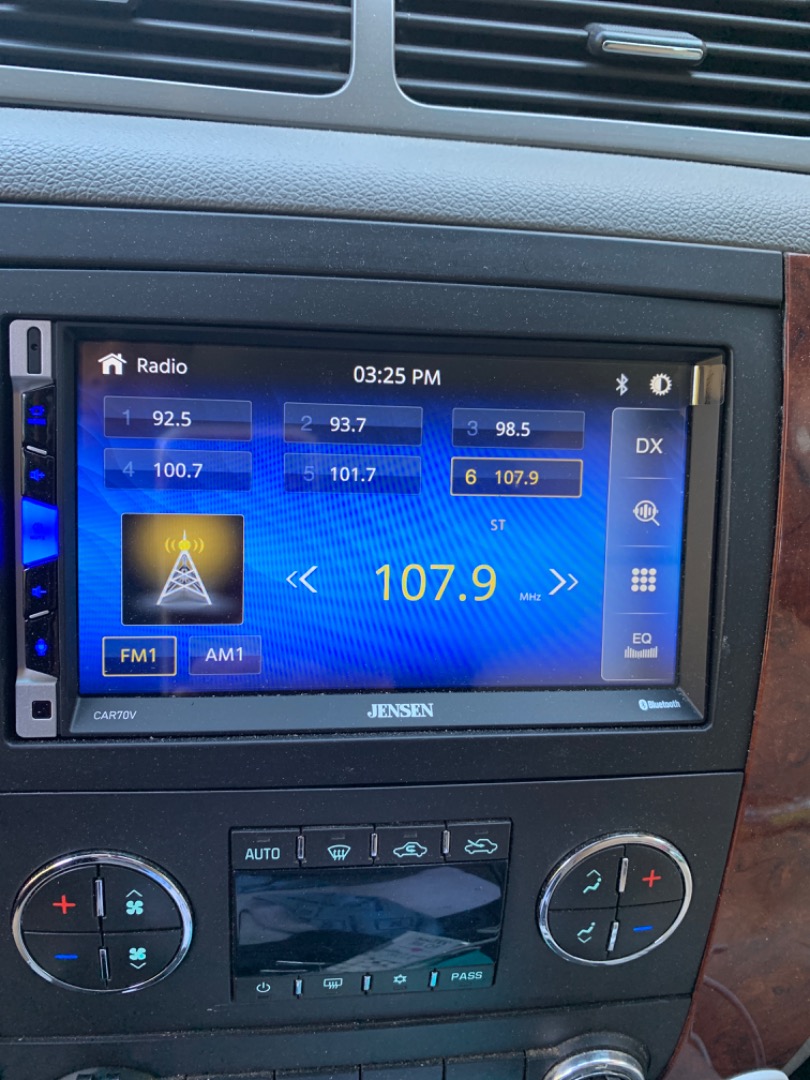 Radio 03:25 PM
1 92.5 2 93.7 3 98.5
4 100.7 5 101.7 6 107.9
DX
ST
107.9 MHz
EQ
FM1 AM1
CAR70V JENSEN Bluetooth
AUTO
PASS